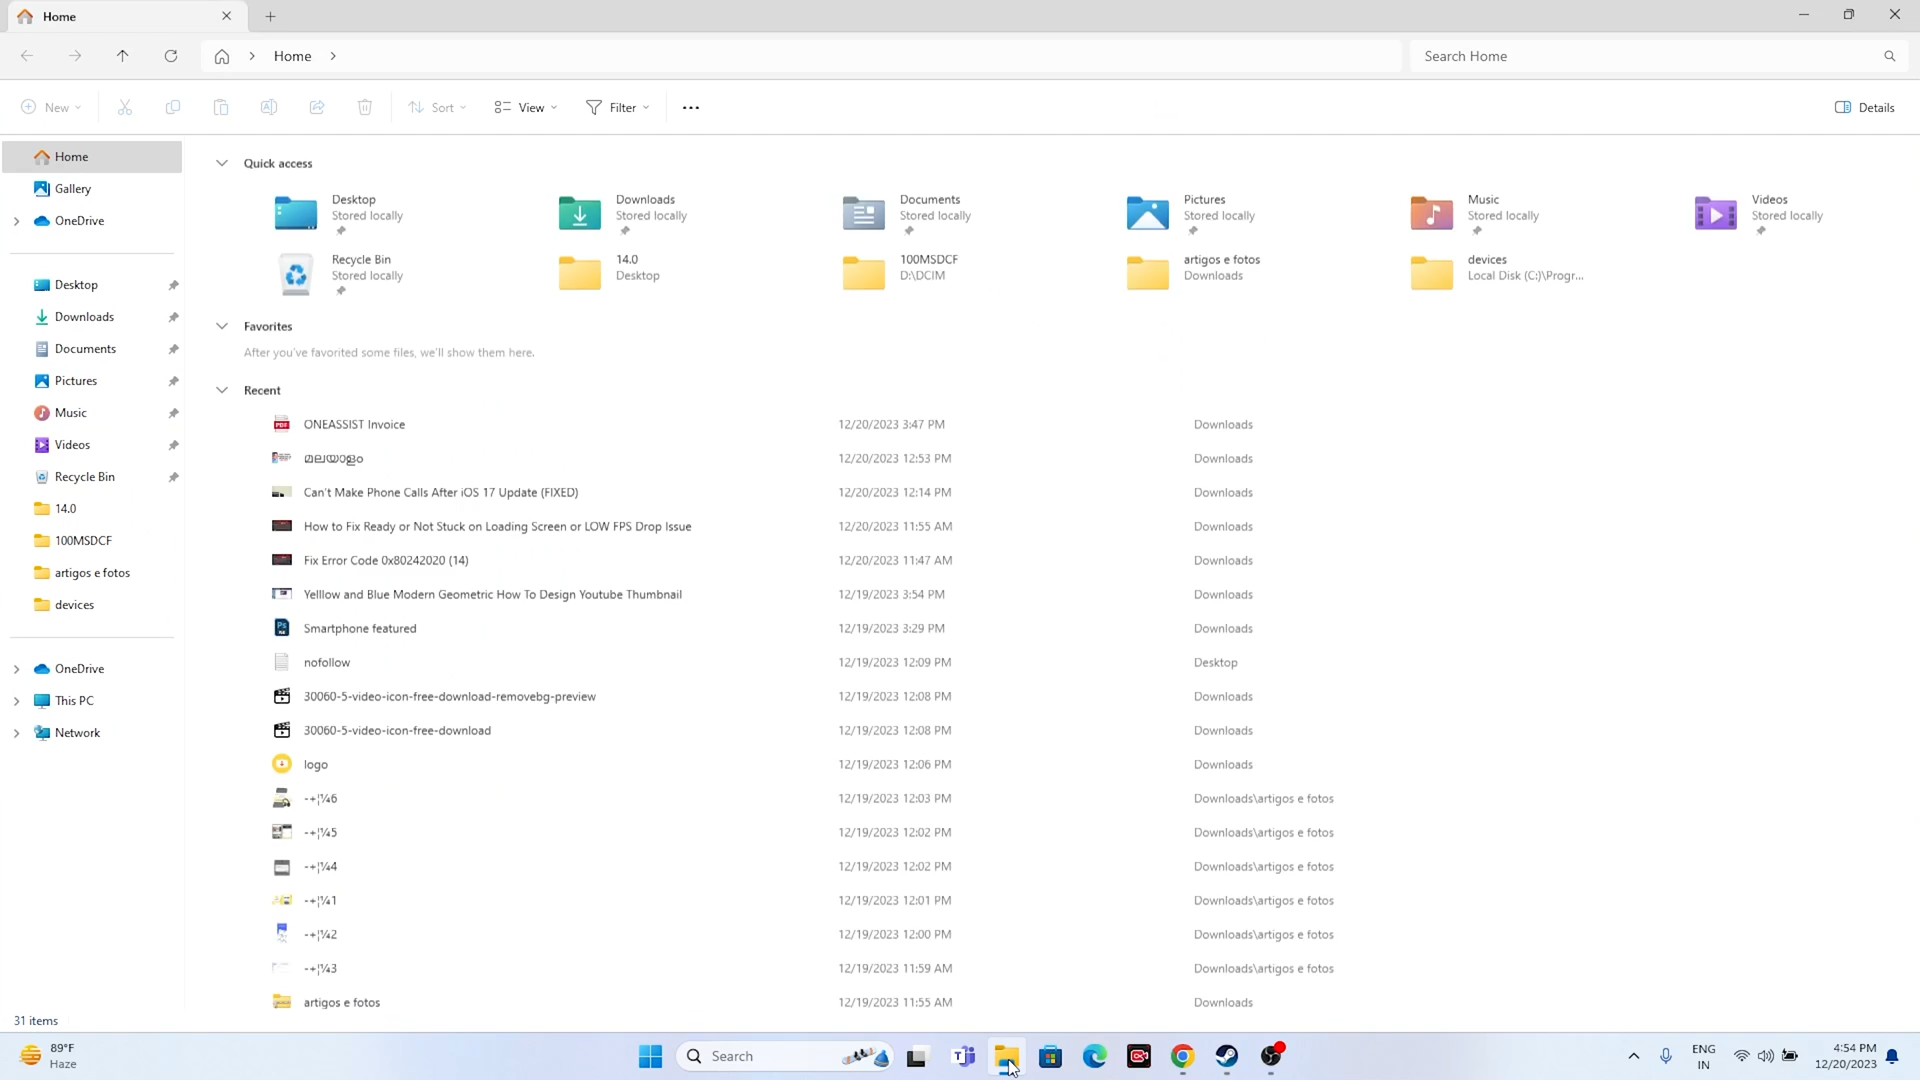 Home
Home
Search Home
New
Sort
View
Filter
Details
Home
Gallery
OneDrive
Desktop
Downloads
Documents
Pictures
Music
Videos
Recycle Bin
14.0
100MSDCF
artigos e fotos
devices
OneDrive
This PC
Network
Quick access
Desktop
Stored locally
Downloads
Stored locally
Documents
Stored locally
Pictures
Stored locally
Music
Stored locally
Videos
Stored locally
Recycle Bin
Stored locally
14.0
Desktop
100MSDCF
D:\DCIM
artigos e fotos
Downloads
devices
Local Disk (C:)\Progr...
Favorites
After you've favorited some files, we'll show them here.
Recent
ONEASSIST Invoice 12/20/2023 3:47 PM Downloads
മലയാളം 12/20/2023 12:53 PM Downloads
Can't Make Phone Calls After iOS 17 Update (FIXED) 12/20/2023 12:14 PM Downloads
How to Fix Ready or Not Stuck on Loading Screen or LOW FPS Drop Issue 12/20/2023 11:55 AM Downloads
Fix Error Code 0x80242020 (14) 12/20/2023 11:47 AM Downloads
Yelllow and Blue Modern Geometric How To Design Youtube Thumbnail 12/19/2023 3:54 PM Downloads
Smartphone featured 12/19/2023 3:29 PM Downloads
nofollow 12/19/2023 12:09 PM Desktop
30060-5-video-icon-free-download-removebg-preview 12/19/2023 12:08 PM Downloads
30060-5-video-icon-free-download 12/19/2023 12:08 PM Downloads
logo 12/19/2023 12:06 PM Downloads
-+¦¼6 12/19/2023 12:03 PM Downloads\artigos e fotos
-+¦¼5 12/19/2023 12:02 PM Downloads\artigos e fotos
-+¦¼4 12/19/2023 12:02 PM Downloads\artigos e fotos
-+¦¼1 12/19/2023 12:01 PM Downloads\artigos e fotos
-+¦¼2 12/19/2023 12:00 PM Downloads\artigos e fotos
-+¦¼3 12/19/2023 11:59 AM Downloads\artigos e fotos
artigos e fotos 12/19/2023 11:55 AM Downloads
31 items
89°F
Haze
Search
ENG
IN
4:54 PM
12/20/2023